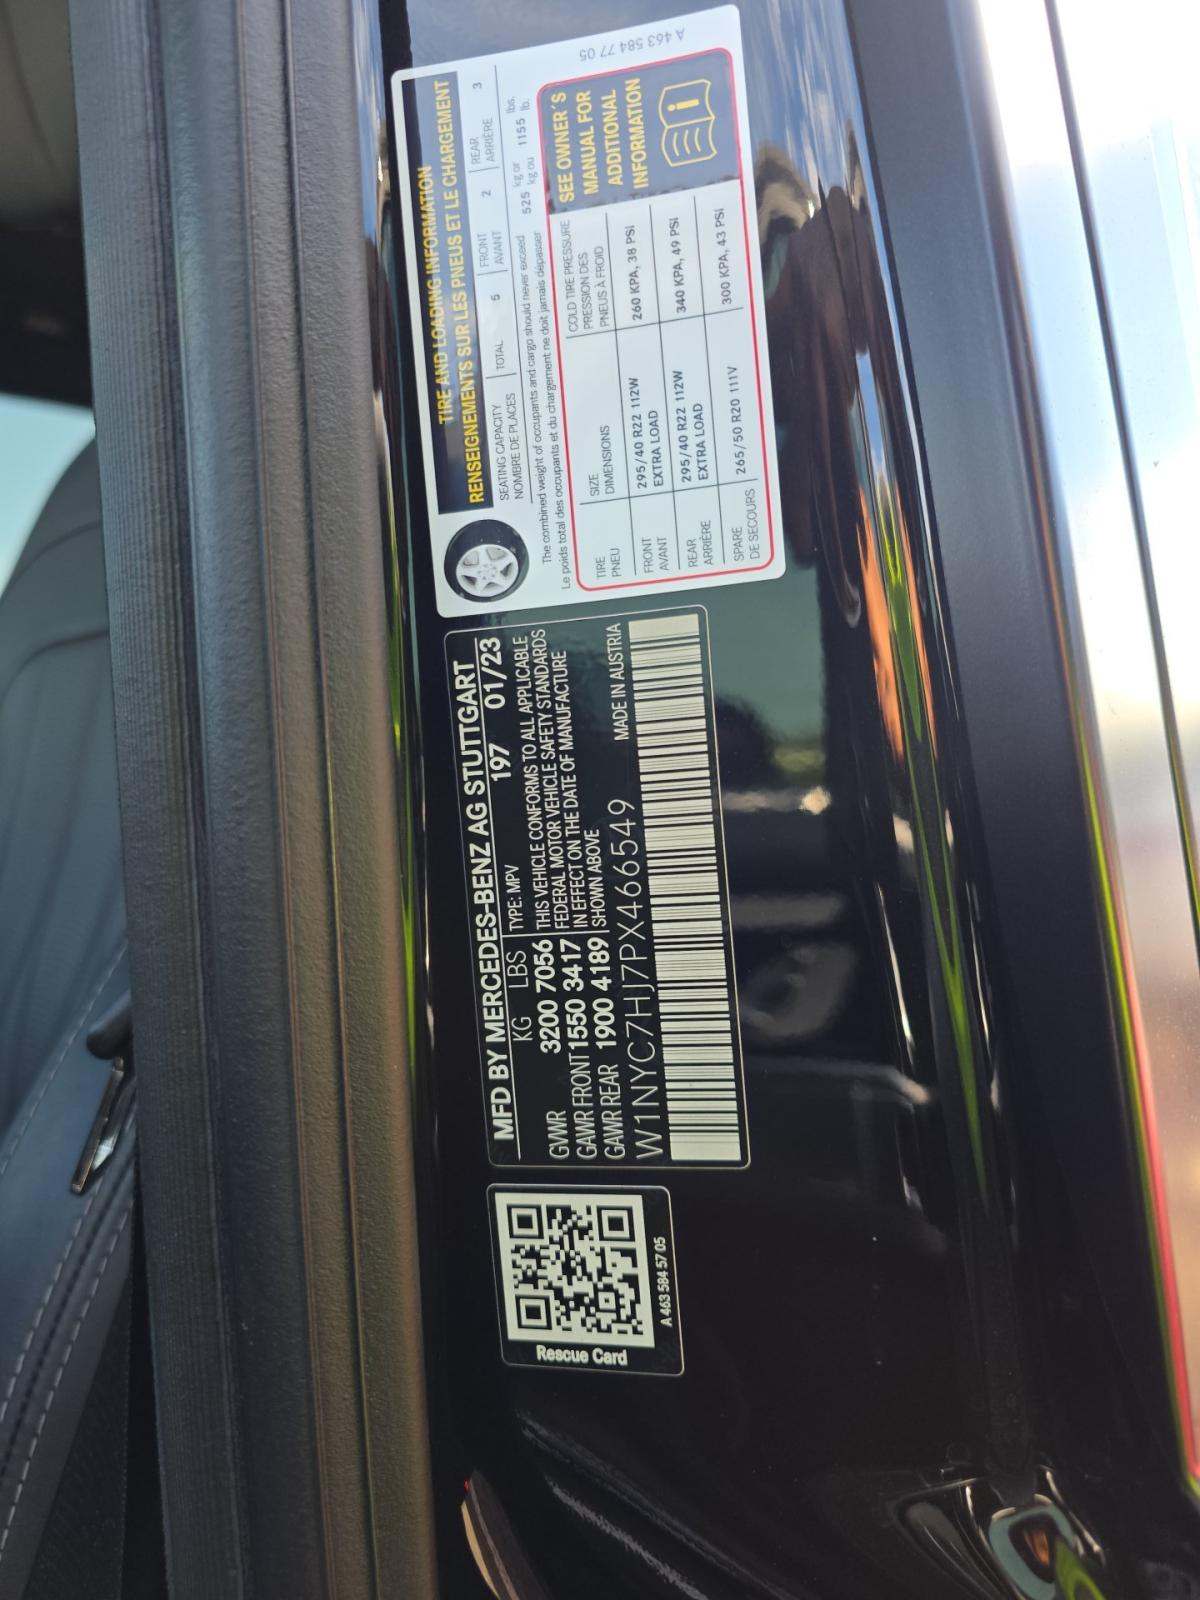 A 463 584 77 05
TIRE AND LOADING INFORMATION
RENSEIGNEMENTS SUR LES PNEUS ET LE CHARGEMENT
SEATING CAPACITY TOTAL 5 FRONT 2 REAR 3
NOMBRE DE PLACES AVANT ARRIÈRE
The combined weight of occupants and cargo should never exceed 525 kg or 1155 lbs.
Le poids total des occupants et du chargement ne doit jamais dépasser kg ou lb.
TIRE SIZE COLD TIRE PRESSURE
PNEU DIMENSIONS PRESSION DES
PNEUS À FROID
FRONT 295/40 R22 112W 260 KPA, 38 PSI
AVANT EXTRA LOAD
REAR 295/40 R22 112W 340 KPA, 49 PSI
ARRIÈRE EXTRA LOAD
SPARE 265/50 R20 111V 300 KPA, 43 PSI
DE SECOURS
SEE OWNER'S
MANUAL FOR
ADDITIONAL
INFORMATION
MFD BY MERCEDES-BENZ AG STUTTGART
KG LBS TYPE: MPV 197 01/23
GVWR 3200 7056 THIS VEHICLE CONFORMS TO ALL APPLICABLE
FEDERAL MOTOR VEHICLE SAFETY STANDARDS
GAWR FRONT 1550 3417 IN EFFECT ON THE DATE OF MANUFACTURE
GAWR REAR 1900 4189 SHOWN ABOVE
W1NYC7HJ7PX466549 MADE IN AUSTRIA
Rescue Card
A 463 584 57 05